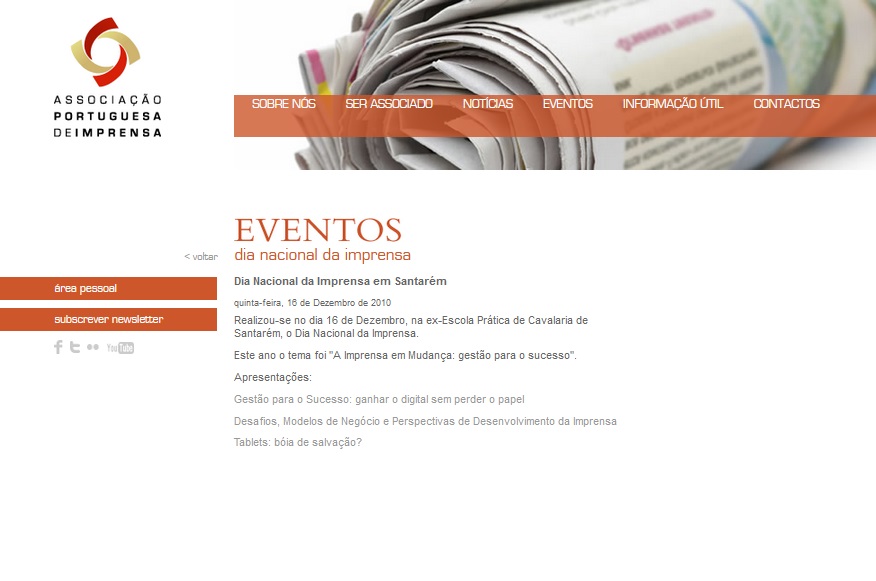 ASSOCIAÇÃO
PORTUGUESA
DEIMPRENSA
SOBRE NÓS SER ASSOCIADO NOTÍCIAS EVENTOS INFORMAÇÃO ÚTIL CONTACTOS
EVENTOS
dia nacional da imprensa
< voltar
área pessoal
subscrever newsletter
YouTube
Dia Nacional da Imprensa em Santarém
quinta-feira, 16 de Dezembro de 2010
Realizou-se no dia 16 de Dezembro, na ex-Escola Prática de Cavalaria de
Santarém, o Dia Nacional da Imprensa.
Este ano o tema foi "A Imprensa em Mudança: gestão para o sucesso".
Apresentações:
Gestão para o Sucesso: ganhar o digital sem perder o papel
Desafios, Modelos de Negócio e Perspectivas de Desenvolvimento da Imprensa
Tablets: bóia de salvação?